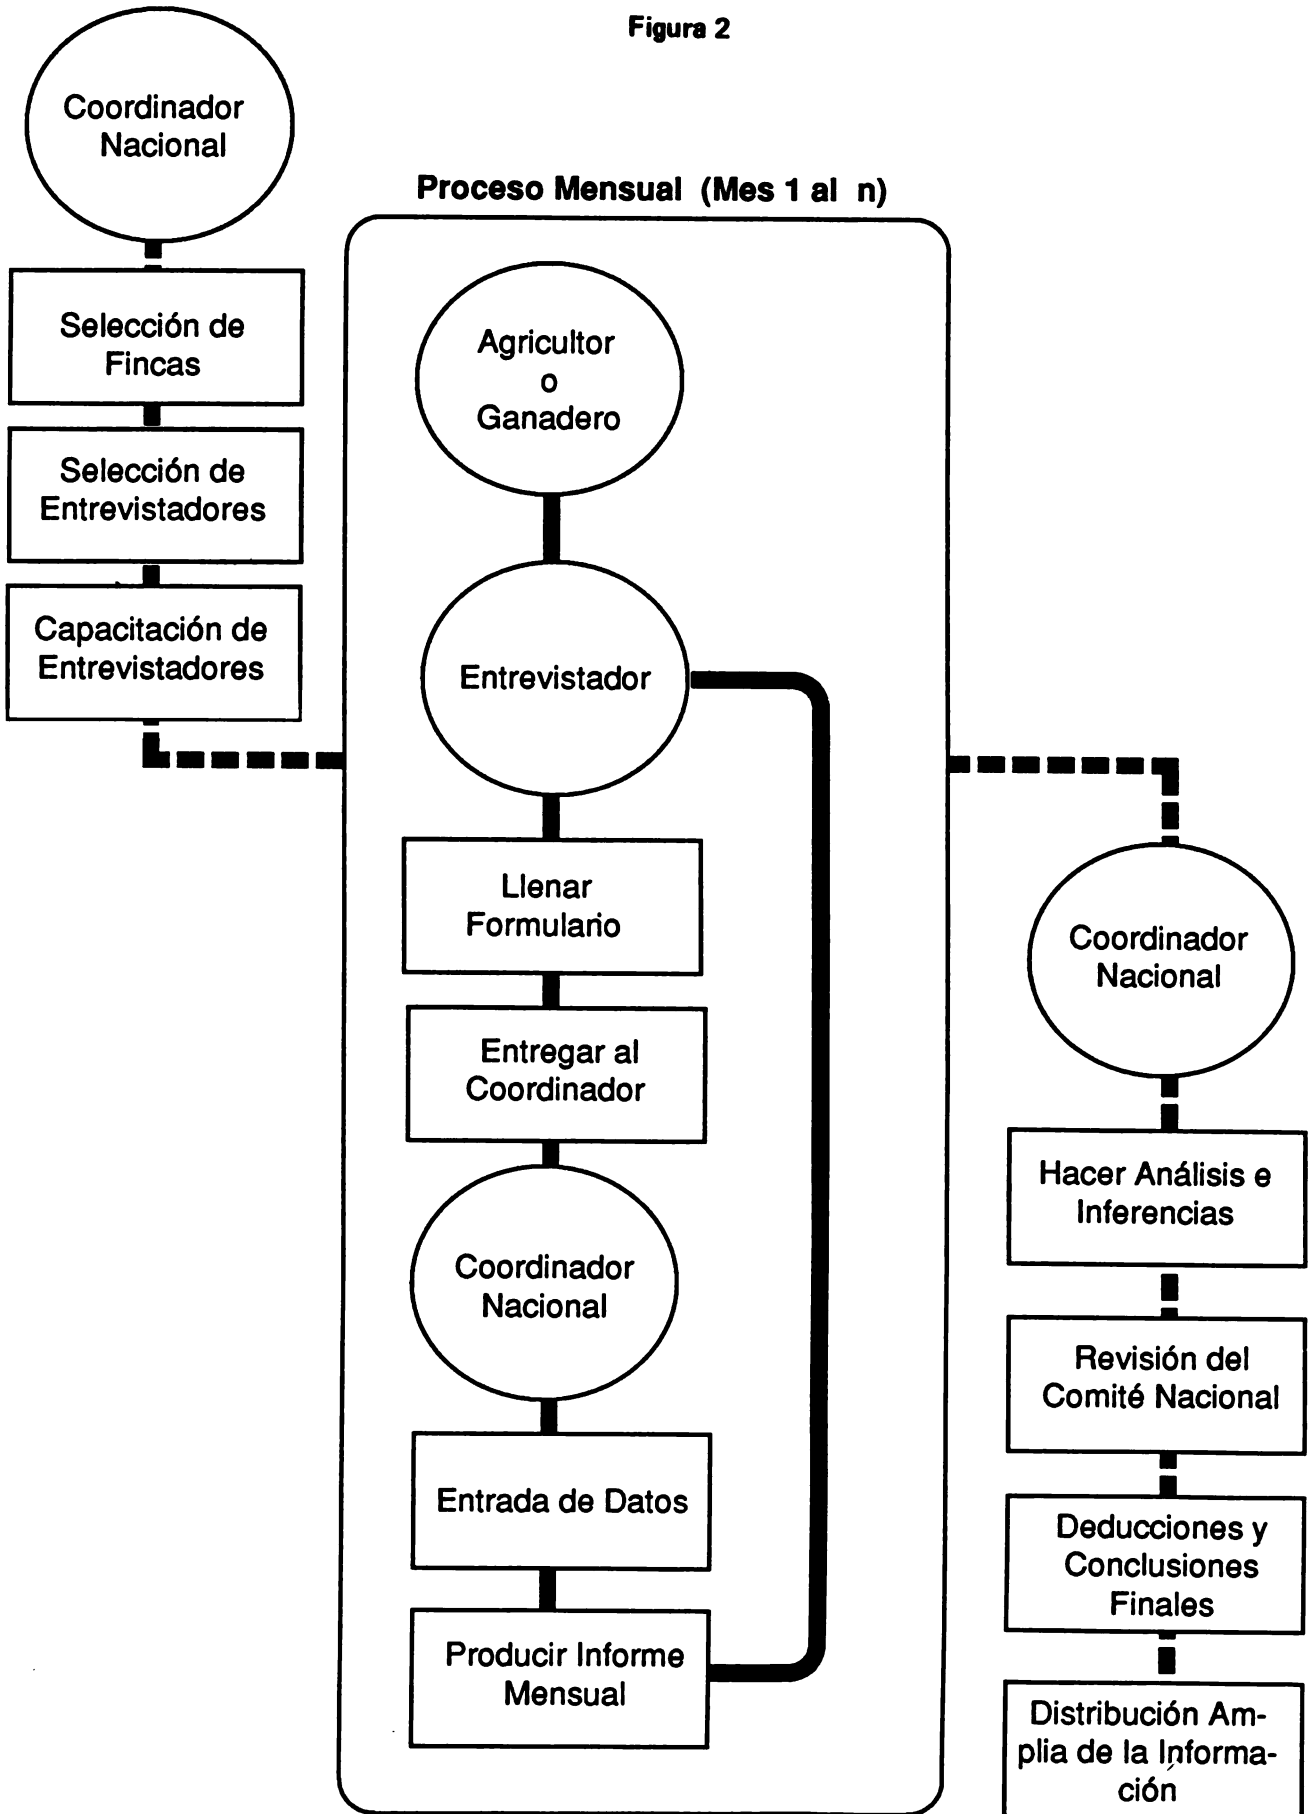 Figura 2
Coordinador
Nacional
Selección de
Fincas
Selección de
Entrevistadores
Capacitación de
Entrevistadores
Proceso Mensual (Mes 1 al n)
Agricultor
o
Ganadero
Entrevistador
Llenar
Formulario
Entregar al
Coordinador
Coordinador
Nacional
Entrada de Datos
Producir Informe
Mensual
Coordinador
Nacional
Hacer Análisis e
Inferencias
Revisión del
Comité Nacional
Deducciones y
Conclusiones
Finales
Distribución Am-
plia de la Informa-
ción